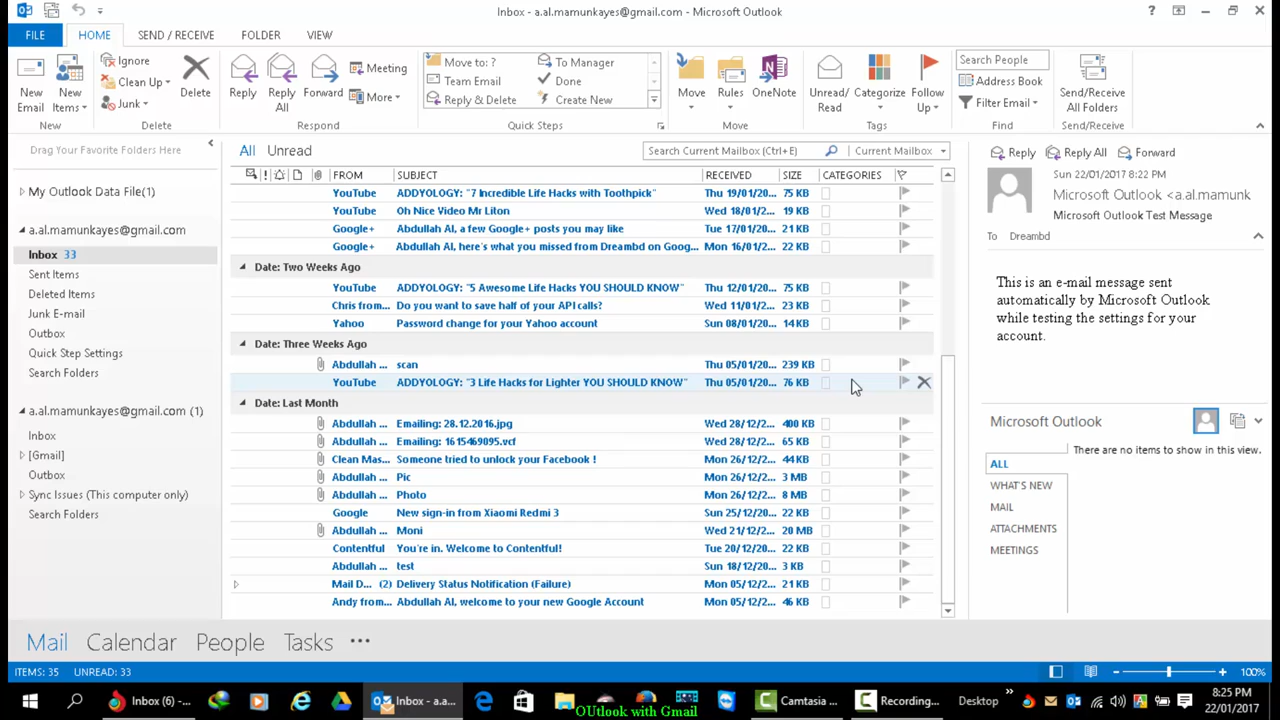 Inbox - a.al.mamunkayes@gmail.com - Microsoft Outlook
FILE HOME SEND / RECEIVE FOLDER VIEW
New Email
New Items
Ignore
Clean Up
Junk
Delete
Reply
Reply All
Forward
Meeting
More
Move to: ?
Team Email
Reply & Delete
To Manager
Done
Create New
Move
Rules
OneNote
Unread/ Read
Categorize
Follow Up
Search People
Address Book
Filter Email
Send/Receive All Folders
New Delete Respond Quick Steps Move Tags Find Send/Receive
Drag Your Favorite Folders Here
My Outlook Data File(1)
a.al.mamunkayes@gmail.com
Inbox 33
Sent Items
Deleted Items
Junk E-mail
Outbox
Quick Step Settings
Search Folders
a.al.mamunkayes@gmail.com (1)
Inbox
[Gmail]
Outbox
Sync Issues (This computer only)
Search Folders
All Unread
Search Current Mailbox (Ctrl+E) Current Mailbox
FROM SUBJECT RECEIVED SIZE CATEGORIES
YouTube ADDYOLOGY: "7 Incredible Life Hacks with Toothpick" Thu 19/01/20... 75 KB
YouTube Oh Nice Video Mr Liton Wed 18/01/2... 19 KB
Google+ Abdullah Al, a few Google+ posts you may like Tue 17/01/20... 21 KB
Google+ Abdullah Al, here's what you missed from Dreambd on Goog... Mon 16/01/... 22 KB
Date: Two Weeks Ago
YouTube ADDYOLOGY: "5 Awesome Life Hacks YOU SHOULD KNOW" Thu 12/01/20... 75 KB
Chris from... Do you want to save half of your API calls? Wed 11/01/... 23 KB
Yahoo Password change for your Yahoo account Sun 08/01/20... 14 KB
Date: Three Weeks Ago
Abdullah ... scan Thu 05/01/20... 239 KB
YouTube ADDYOLOGY: "3 Life Hacks for Lighter YOU SHOULD KNOW" Thu 05/01/20... 76 KB
Date: Last Month
Abdullah ... Emailing: 28.12.2016.jpg Wed 28/12/2... 400 KB
Abdullah ... Emailing: 1615469095.vcf Wed 28/12/2... 65 KB
Clean Mas... Someone tried to unlock your Facebook ! Mon 26/12/... 44 KB
Abdullah ... Pic Mon 26/12/... 3 MB
Abdullah ... Photo Mon 26/12/... 8 MB
Google New sign-in from Xiaomi Redmi 3 Sun 25/12/20... 22 KB
Abdullah ... Moni Wed 21/12/2... 20 MB
Contentful You're in. Welcome to Contentful! Tue 20/12/20... 22 KB
Abdullah ... test Sun 18/12/20... 3 KB
Mail D... (2) Delivery Status Notification (Failure) Mon 05/12/2... 21 KB
Andy from... Abdullah Al, welcome to your new Google Account Mon 05/12/2... 46 KB
Reply Reply All Forward
Sun 22/01/2017 8:22 PM
Microsoft Outlook <a.al.mamunk
Microsoft Outlook Test Message
To Dreambd
This is an e-mail message sent
automatically by Microsoft Outlook
while testing the settings for your
account.
Microsoft Outlook
There are no items to show in this view.
ALL
WHAT'S NEW
MAIL
ATTACHMENTS
MEETINGS
Mail Calendar People Tasks •••
ITEMS: 35 UNREAD: 33 100%
Inbox (6) -... Inbox - a.a... Camtasia ... Recording... Desktop 8:25 PM
22/01/2017
OUtlook with Gmail